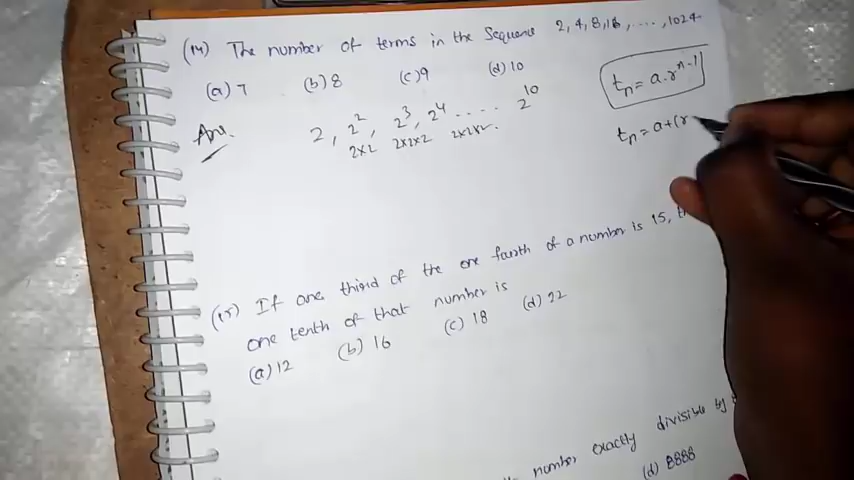 (14) The number of terms in the Sequence 2, 4, 8, 16, ...., 1024
(a) 7 (b) 8 (c) 9 (d) 10
tₙ = a·rⁿ⁻¹
Ans. 2, 2², 2³, 2⁴ ..... 2¹⁰
2×2 2×2×2 2×2×2.
tₙ = a+(r
(15) If one third of the one fourth of a number is 15,
one tenth of that number is
(a) 12 (b) 16 (c) 18 (d) 22
number exactly divisible by
(d) 8888